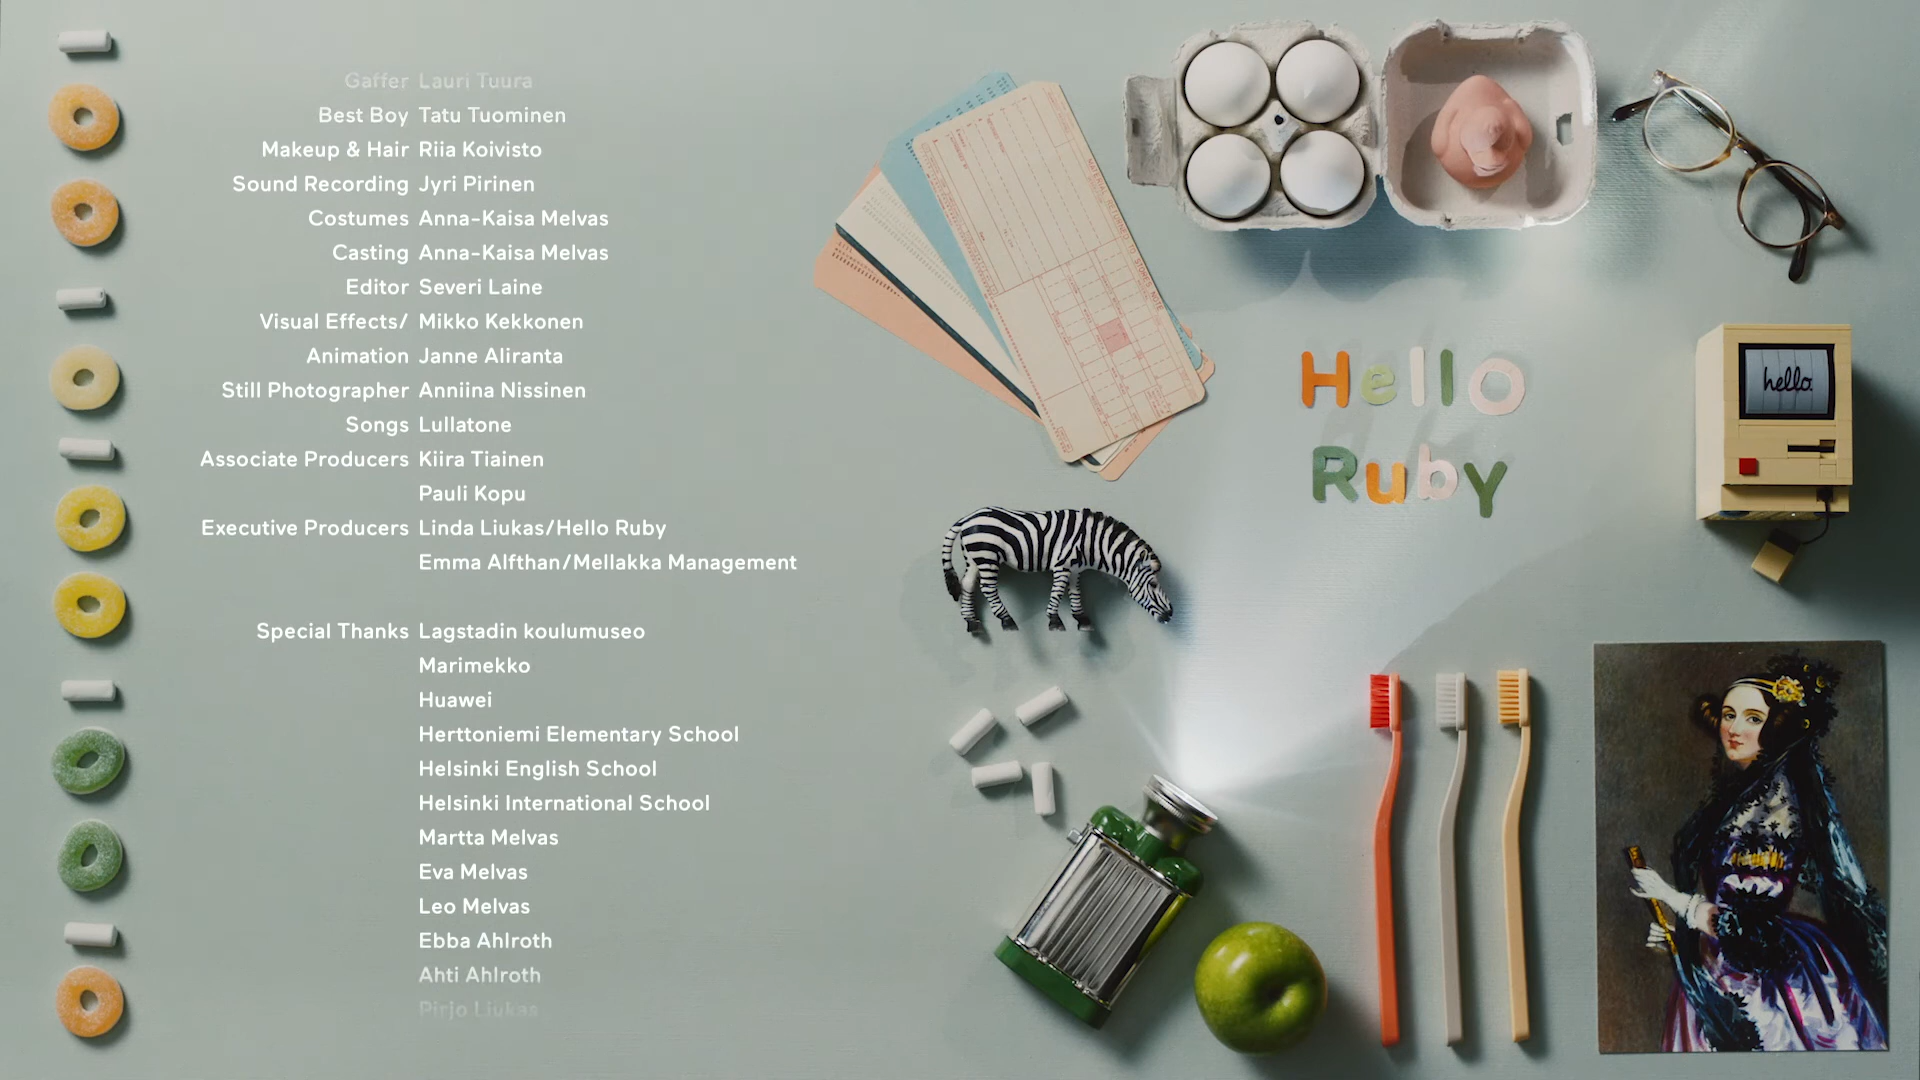 Gaffer Lauri Tuura
Best Boy Tatu Tuominen
Makeup & Hair Riia Koivisto
Sound Recording Jyri Pirinen
Costumes Anna-Kaisa Melvas
Casting Anna-Kaisa Melvas
Editor Severi Laine
Visual Effects/ Mikko Kekkonen
Animation Janne Aliranta
Still Photographer Anniina Nissinen
Songs Lullatone
Associate Producers Kiira Tiainen
Pauli Kopu
Executive Producers Linda Liukas/Hello Ruby
Emma Alfthan/Mellakka Management
Special Thanks Lagstadin koulumuseo
Marimekko
Huawei
Herttoniemi Elementary School
Helsinki English School
Helsinki International School
Martta Melvas
Eva Melvas
Leo Melvas
Ebba Ahlroth
Ahti Ahlroth
Pirjo Liukas
Hello
Ruby
hello.